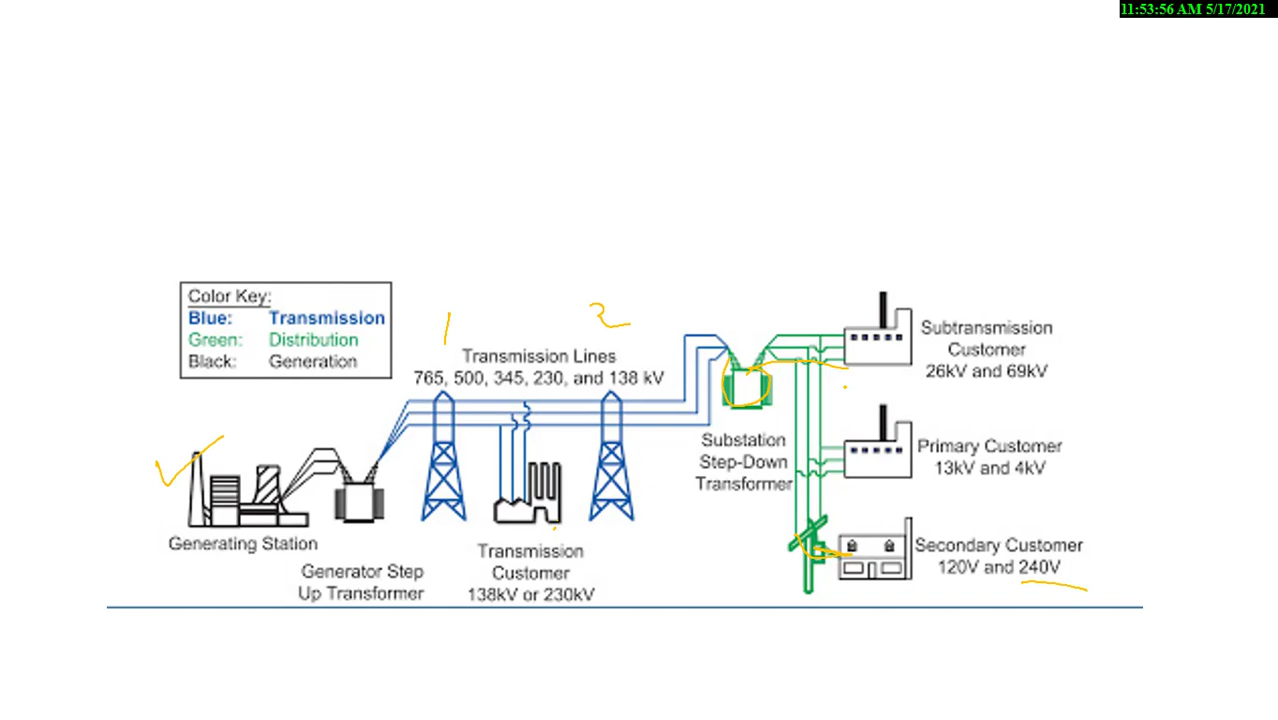 11:53:56 AM 5/17/2021
Color Key:
Blue: Transmission
Green: Distribution
Black: Generation
1
2
Transmission Lines
765, 500, 345, 230, and 138 kV
Subtransmission
Customer
26kV and 69kV
Substation
Step-Down
Transformer
Primary Customer
13kV and 4kV
Generating Station
Generator Step
Up Transformer
Transmission
Customer
138kV or 230kV
Secondary Customer
120V and 240V